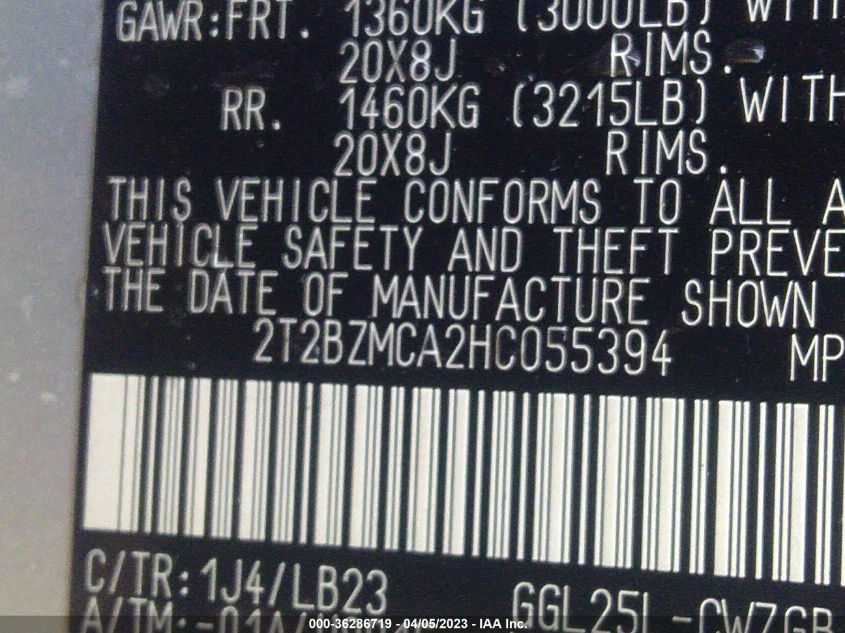 GAWR:FRT. 1360KG (3000LB) WITH
20X8J RIMS.
RR. 1460KG (3215LB) WITH
20X8J RIMS.
THIS VEHICLE CONFORMS TO ALL A
VEHICLE SAFETY AND THEFT PREVE
THE DATE OF MANUFACTURE SHOWN
2T2BZMCA2HC055394 MP
C/TR:1J4/LB23 GGL25L-CWZGB
A/TM:-01A/
000-36286719 - 04/05/2023 - IAA Inc.